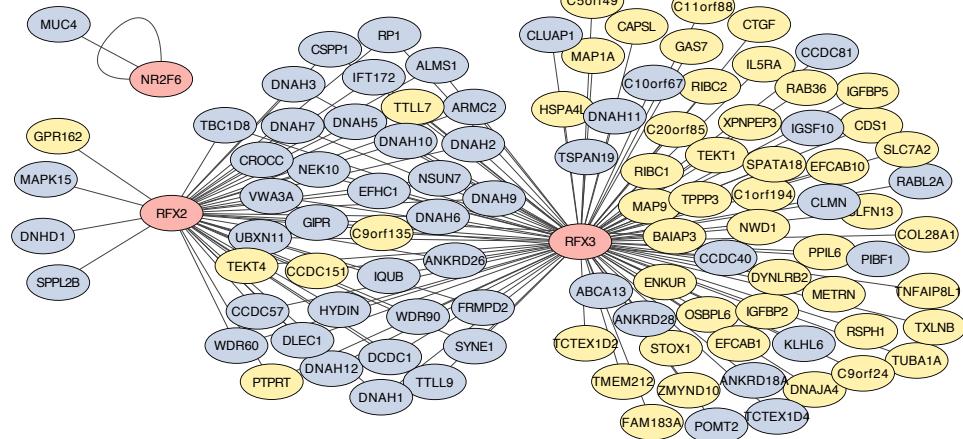 C5orf49
C11orf88
MUC4
CAPSL
CTGF
RP1
CLUAP1
GAS7
CSPP1
MAP1A
CCDC81
ALMS1
IL5RA
NR2F6
IFT172
DNAH3
C10orf67
RIBC2
RAB36
IGFBP5
TTLL7
ARMC2
HSPA4L
DNAH11
XPNPEP3
TBC1D8
DNAH7
DNAH5
C20orf85
IGSF10
CDS1
GPR162
DNAH10
DNAH2
TSPAN19
TEKT1
SLC7A2
CROCC
NEK10
SPATA18
EFCAB10
MAPK15
NSUN7
RIBC1
RABL2A
VWA3A
EFHC1
DNAH9
TPPP3
C1orf194
CLMN
RFX2
MAP9
DNAH6
GIPR
NWD1
DNHD1
UBXN11
C9orf135
RFX3
BAIAP3
COL28A1
TEKT4
CCDC151
ANKRD26
CCDC40
PPIL6
PIBF1
IQUB
SPPL2B
ENKUR
DYNLRB2
ABCA13
METRN
TNFAIP8L1
CCDC57
HYDIN
FRMPD2
WDR90
ANKRD28
OSBPL6
IGFBP2
RSPH1
TXLNB
WDR60
DLEC1
SYNE1
TCTEX1D2
STOX1
EFCAB1
KLHL6
TUBA1A
DNAH12
DCDC1
C9orf24
PTPRT
TTLL9
TMEM212
ZMYND10
ANKRD18A
DNAJA4
DNAH1
FAM183A
POMT2
TCTEX1D4